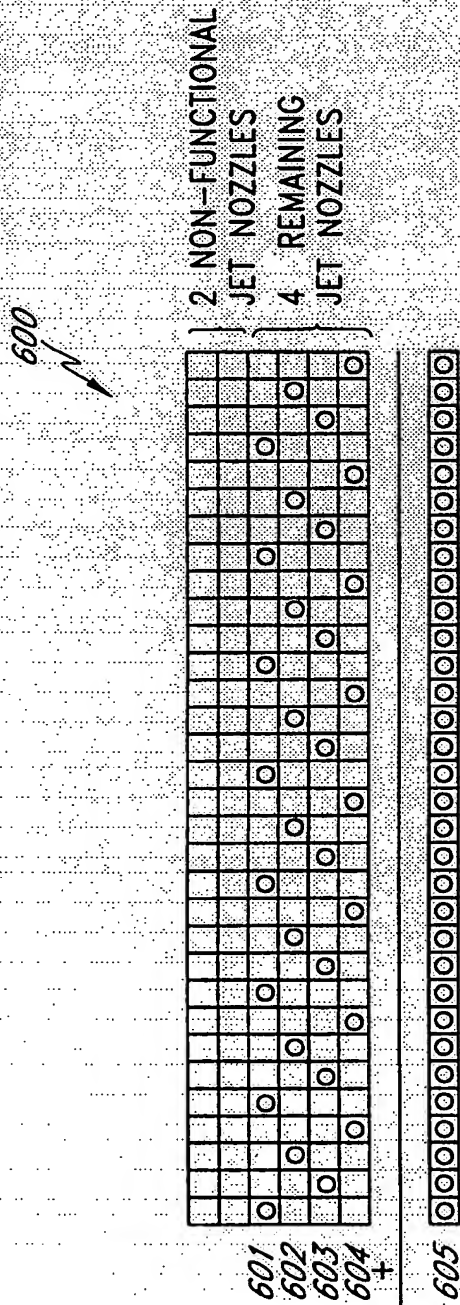 600
2 NON-FUNCTIONAL
JET NOZZLES
4 REMAINING
JET NOZZLES
601
602
603
604
+
605